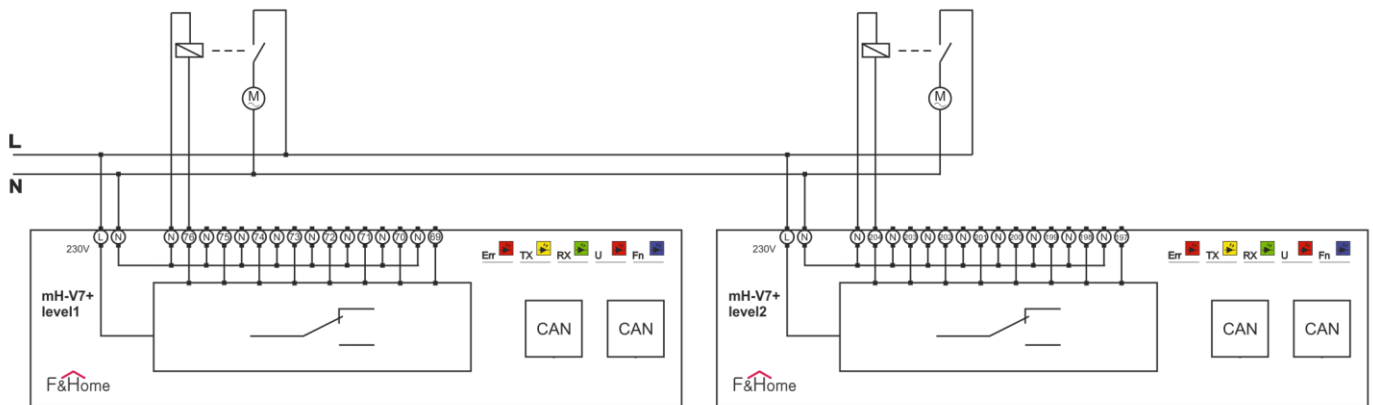 M M
L
N
L N N 76 N 75 N 74 N 73 N 72 N 71 N 70 N 69 L N N 204 N 203 N 202 N 201 N 200 N 199 N 198 N 197
230V Err TX RX U Fn 230V Err TX RX U Fn
mH-V7+ mH-V7+
level1 CAN CAN level2 CAN CAN
F&Home F&Home